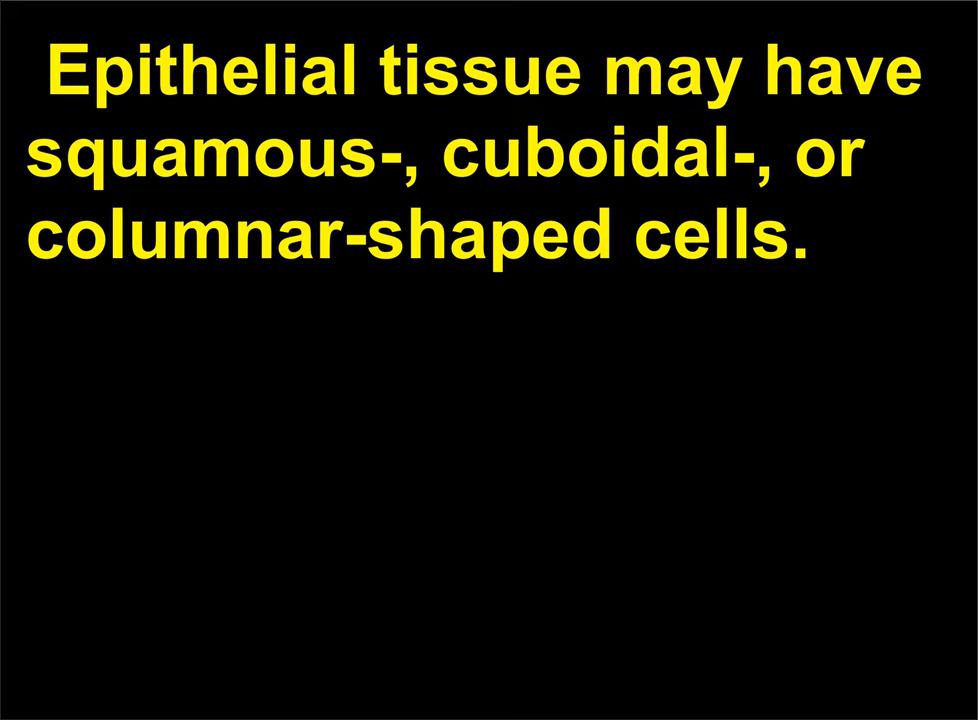 Epithelial tissue may have
squamous-, cuboidal-, or
columnar-shaped cells.